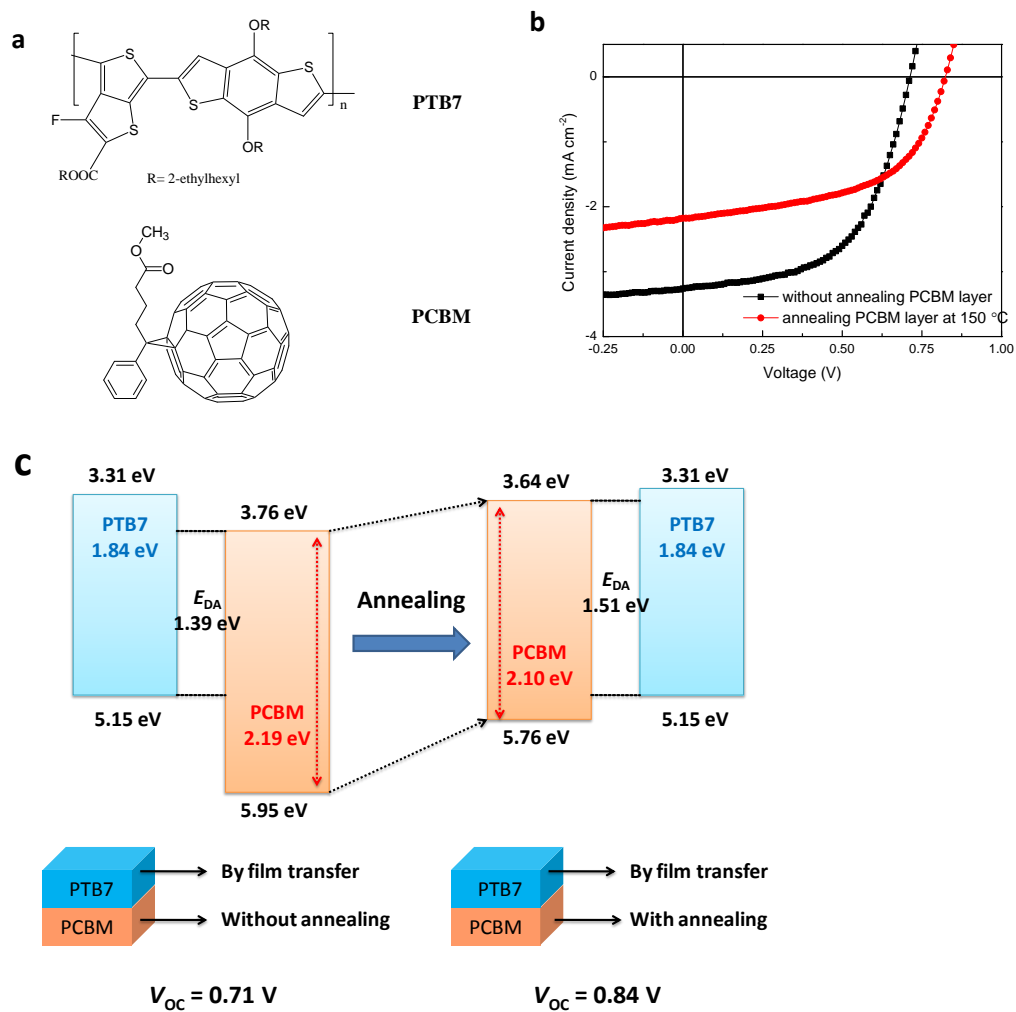 a
OR
S
S
n
PTB7
S
F
S
OR
ROOC
R= 2-ethylhexyl
CH3
O
O
PCBM
b
0
-2
-4
Current density (mA cm-2)
without annealing PCBM layer
annealing PCBM layer at 150 °C
-0.25
0.00
0.25
0.50
0.75
1.00
Voltage (V)
c
3.31 eV
3.76 eV
3.64 eV
3.31 eV
PTB7
1.84 eV
PTB7
1.84 eV
EDA
1.39 eV
Annealing
EDA
1.51 eV
PCBM
2.19 eV
PCBM
2.10 eV
5.15 eV
5.95 eV
5.76 eV
5.15 eV
PTB7
By film transfer
PCBM
Without annealing
PTB7
By film transfer
PCBM
With annealing
VOC = 0.71 V
VOC = 0.84 V